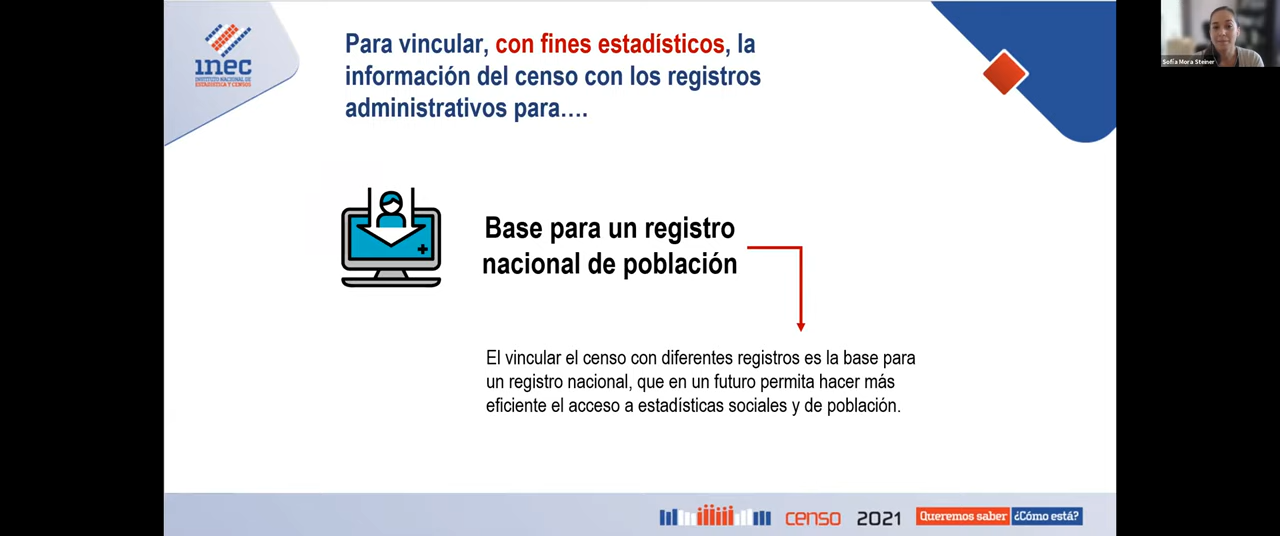 inec
INSTITUTO NACIONAL DE
ESTADÍSTICA Y CENSOS
Para vincular, con fines estadísticos, la
información del censo con los registros
administrativos para….
Sofía Mora Steiner
Base para un registro
nacional de población
El vincular el censo con diferentes registros es la base para
un registro nacional, que en un futuro permita hacer más
eficiente el acceso a estadísticas sociales y de población.
censo 2021 Queremos saber ¿Cómo está?